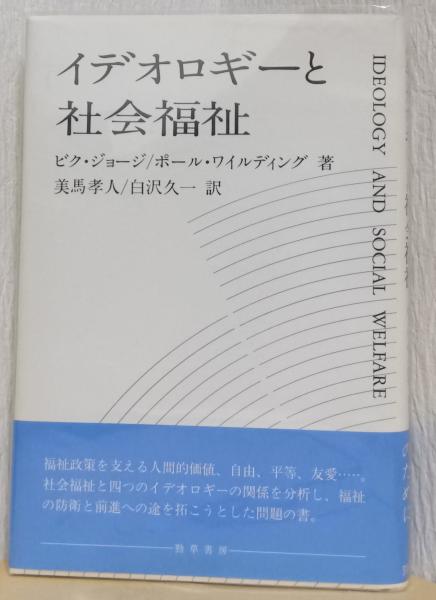 イデオロギーと
社会福祉
ビク・ジョージ/ポール・ワイルディング 著
美馬孝人/白沢久一 訳
IDEOLOGY AND SOCIAL WELFARE
福祉政策を支える人間的価値、自由、平等、友愛……。
社会福祉と四つのイデオロギーの関係を分析し、福祉
の防衛と前進への途を拓こうとした問題の書。
勁草書房